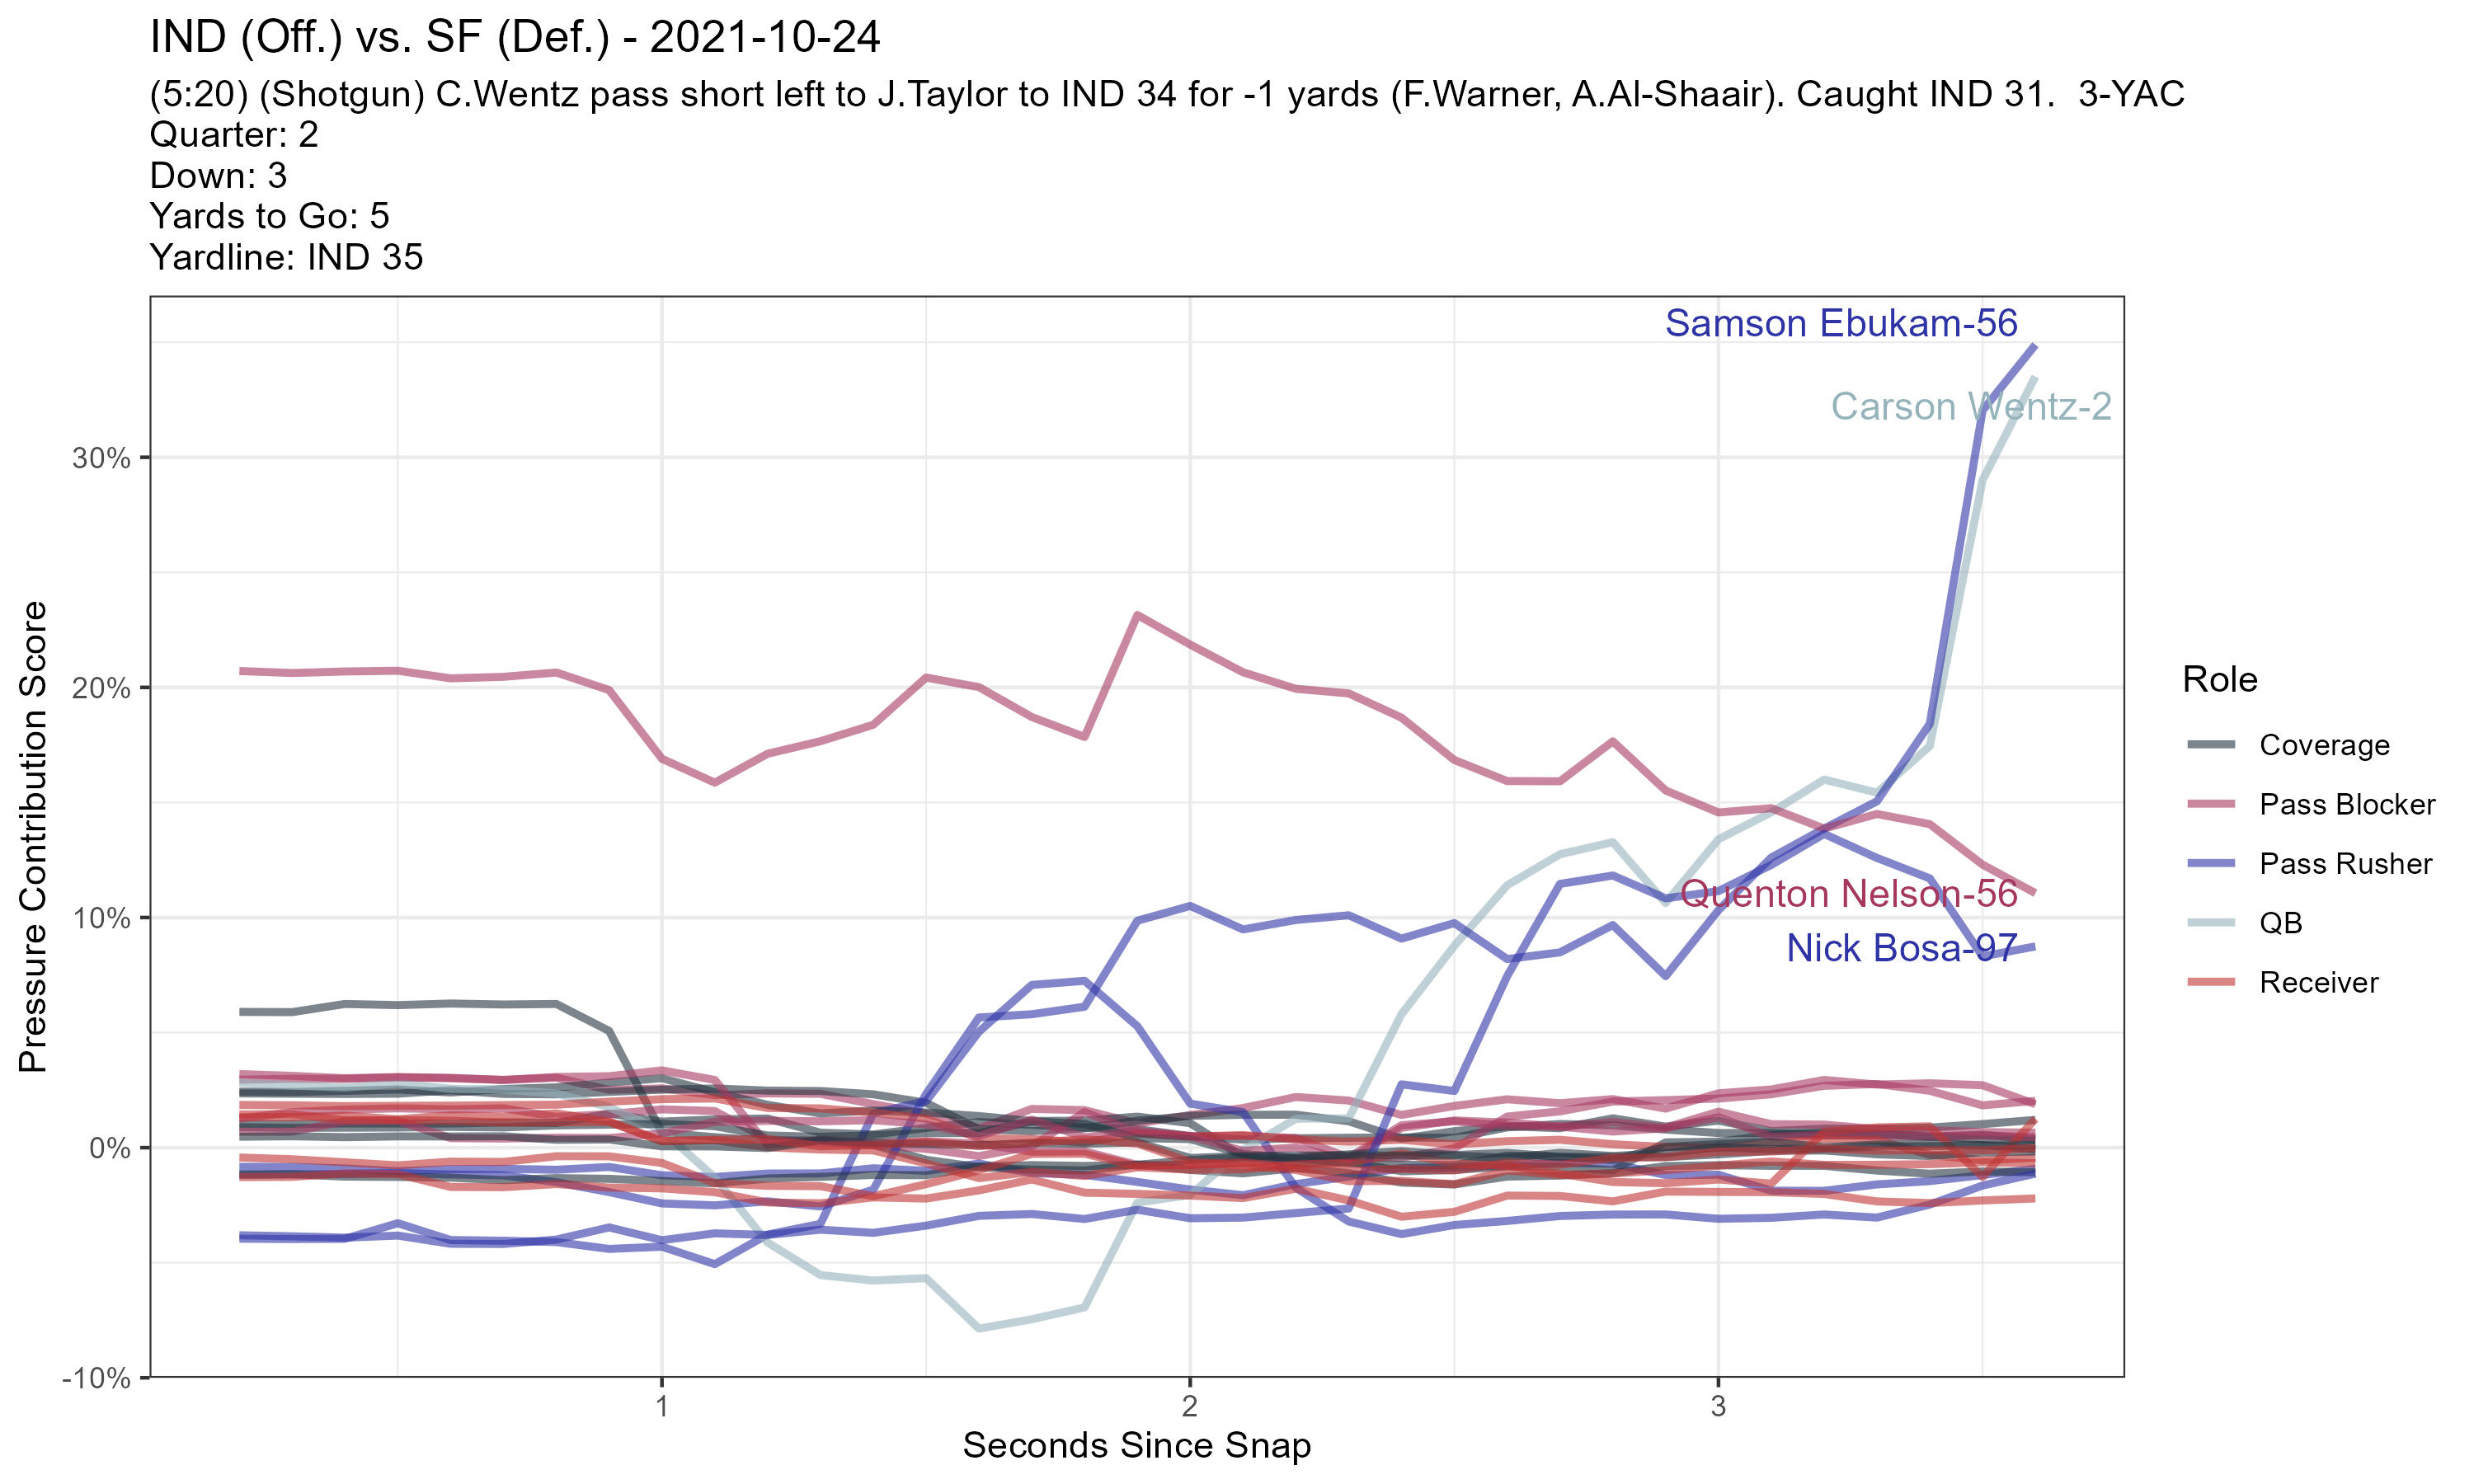 IND (Off.) vs. SF (Def.) - 2021-10-24
(5:20) (Shotgun) C.Wentz pass short left to J.Taylor to IND 34 for -1 yards (F.Warner, A.Al-Shaair). Caught IND 31.  3-YAC
Quarter: 2
Down: 3
Yards to Go: 5
Yardline: IND 35
Samson Ebukam-56
Carson Wentz-2
Quenton Nelson-56
Nick Bosa-97
30%
20%
10%
0%
-10%
Pressure Contribution Score
1
2
3
Seconds Since Snap
Role
Coverage
Pass Blocker
Pass Rusher
QB
Receiver